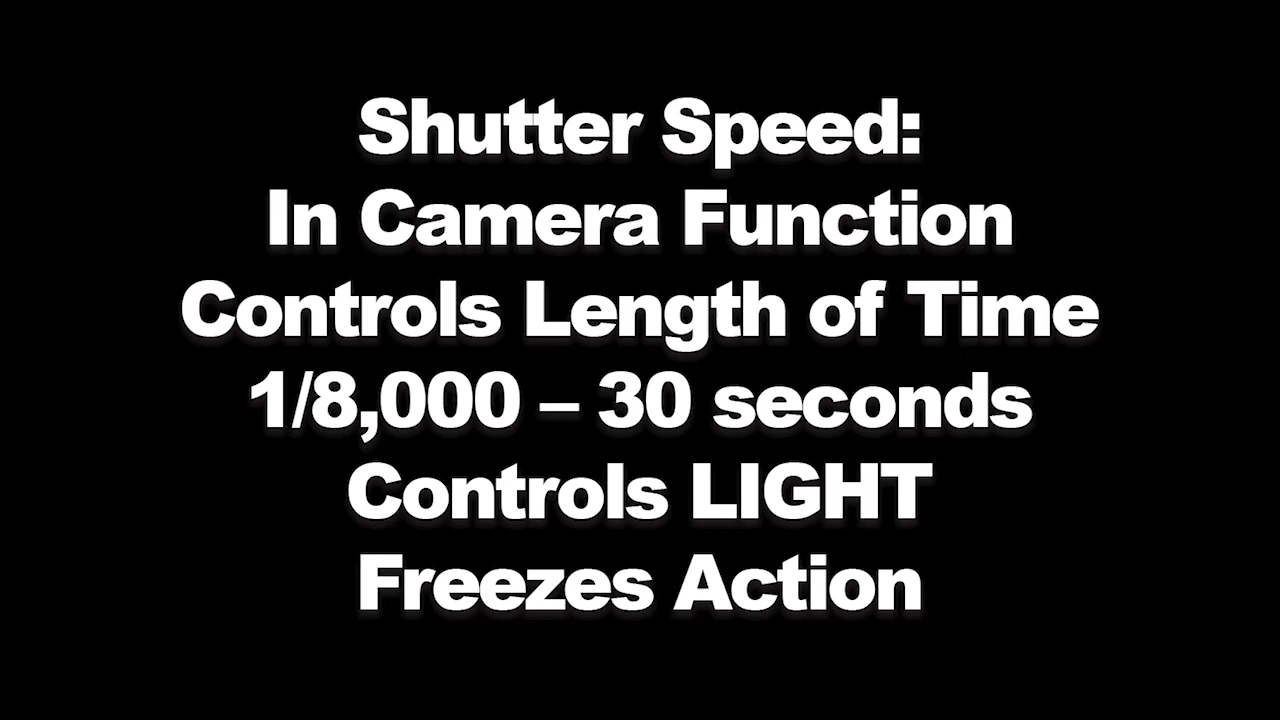 Shutter Speed:
In Camera Function
Controls Length of Time
1/8,000 – 30 seconds
Controls LIGHT
Freezes Action